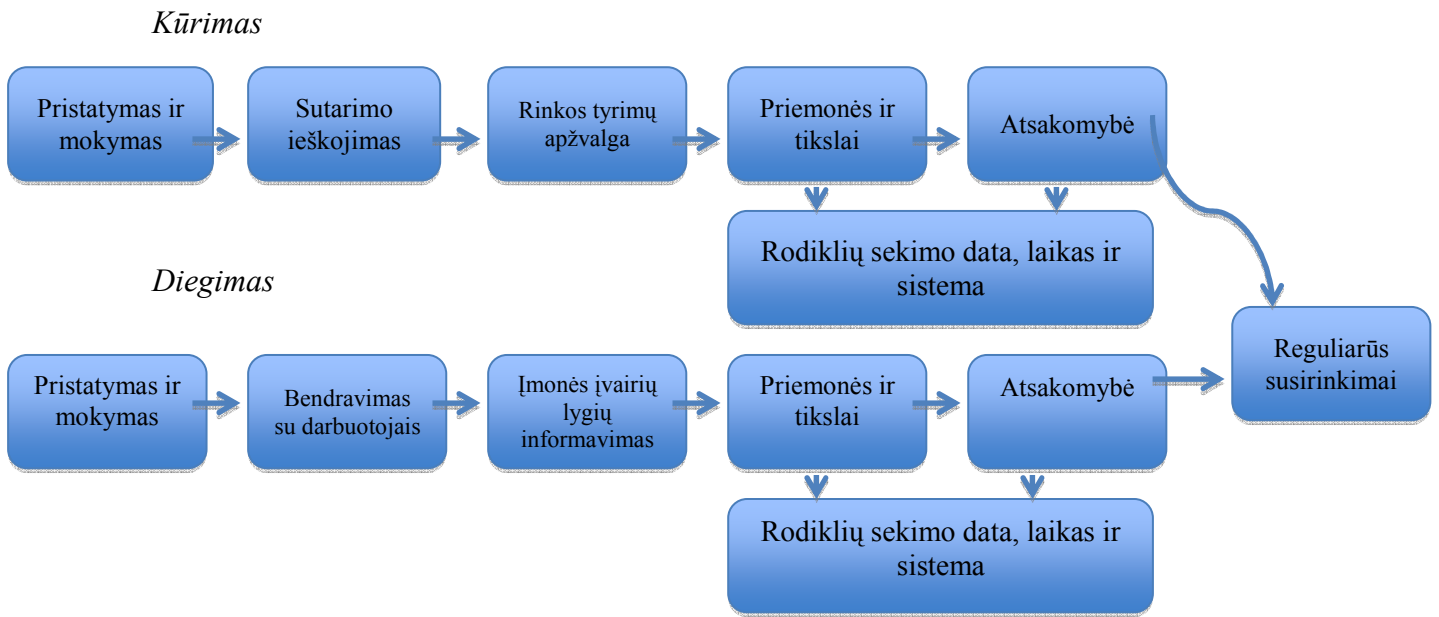 Kūrimas
Pristatymas ir
mokymas
Sutarimo
ieškojimas
Rinkos tyrimų
apžvalga
Priemonės ir
tikslai
Atsakomybė
Rodiklių sekimo data, laikas ir
sistema
Diegimas
Pristatymas ir
mokymas
Bendravimas
su darbuotojais
Įmonės įvairių
lygių
informavimas
Priemonės ir
tikslai
Atsakomybė
Reguliarūs
susirinkimai
Rodiklių sekimo data, laikas ir
sistema